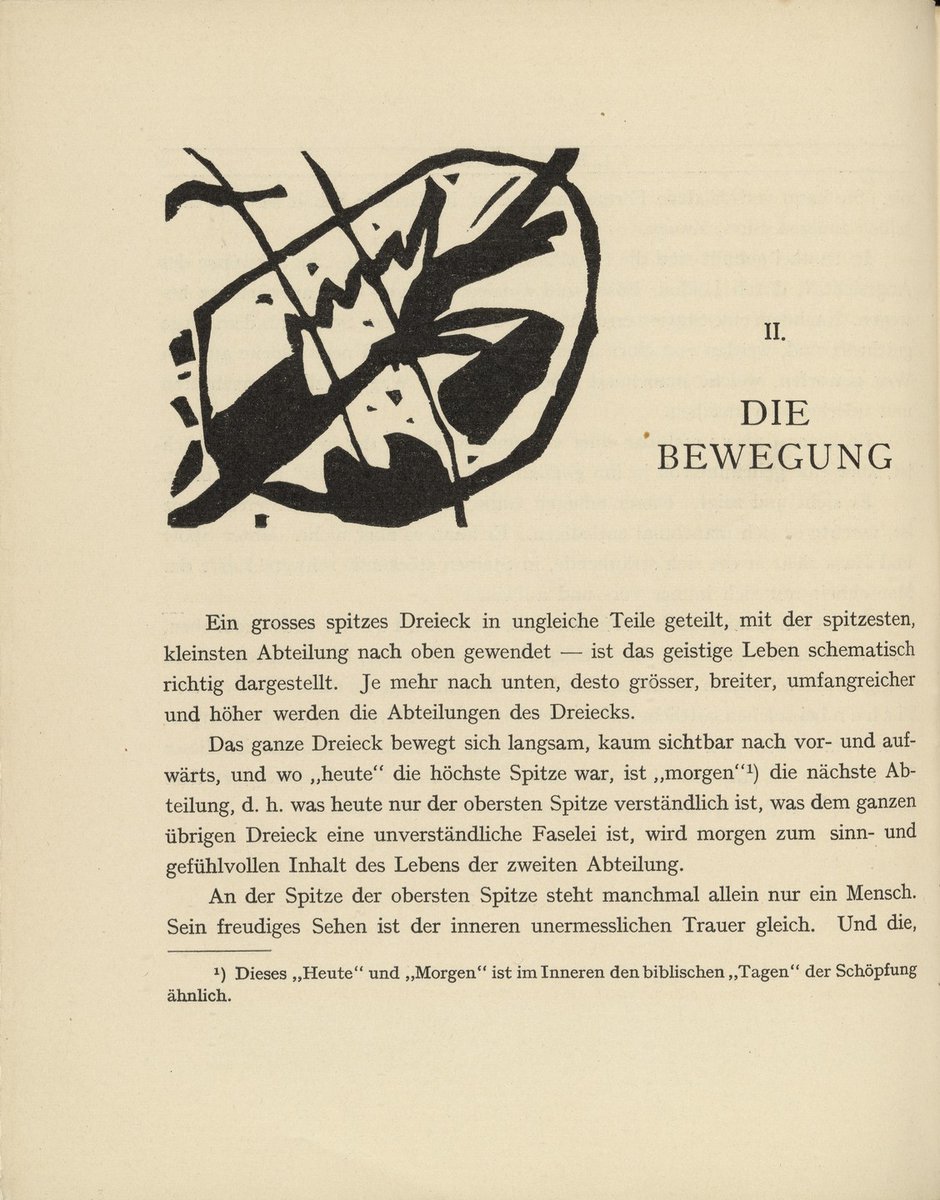 II.
DIE
BEWEGUNG
Ein grosses spitzes Dreieck in ungleiche Teile geteilt, mit der spitzesten,
kleinsten Abteilung nach oben gewendet — ist das geistige Leben schematisch
richtig dargestellt. Je mehr nach unten, desto grösser, breiter, umfangreicher
und höher werden die Abteilungen des Dreiecks.
Das ganze Dreieck bewegt sich langsam, kaum sichtbar nach vor- und auf-
wärts, und wo „heute“ die höchste Spitze war, ist „morgen“¹) die nächste Ab-
teilung, d. h. was heute nur der obersten Spitze verständlich ist, was dem ganzen
übrigen Dreieck eine unverständliche Faselei ist, wird morgen zum sinn- und
gefühlvollen Inhalt des Lebens der zweiten Abteilung.
An der Spitze der obersten Spitze steht manchmal allein nur ein Mensch.
Sein freudiges Sehen ist der inneren unermesslichen Trauer gleich. Und die,
¹) Dieses „Heute“ und „Morgen“ ist im Inneren den biblischen „Tagen“ der Schöpfung
ähnlich.